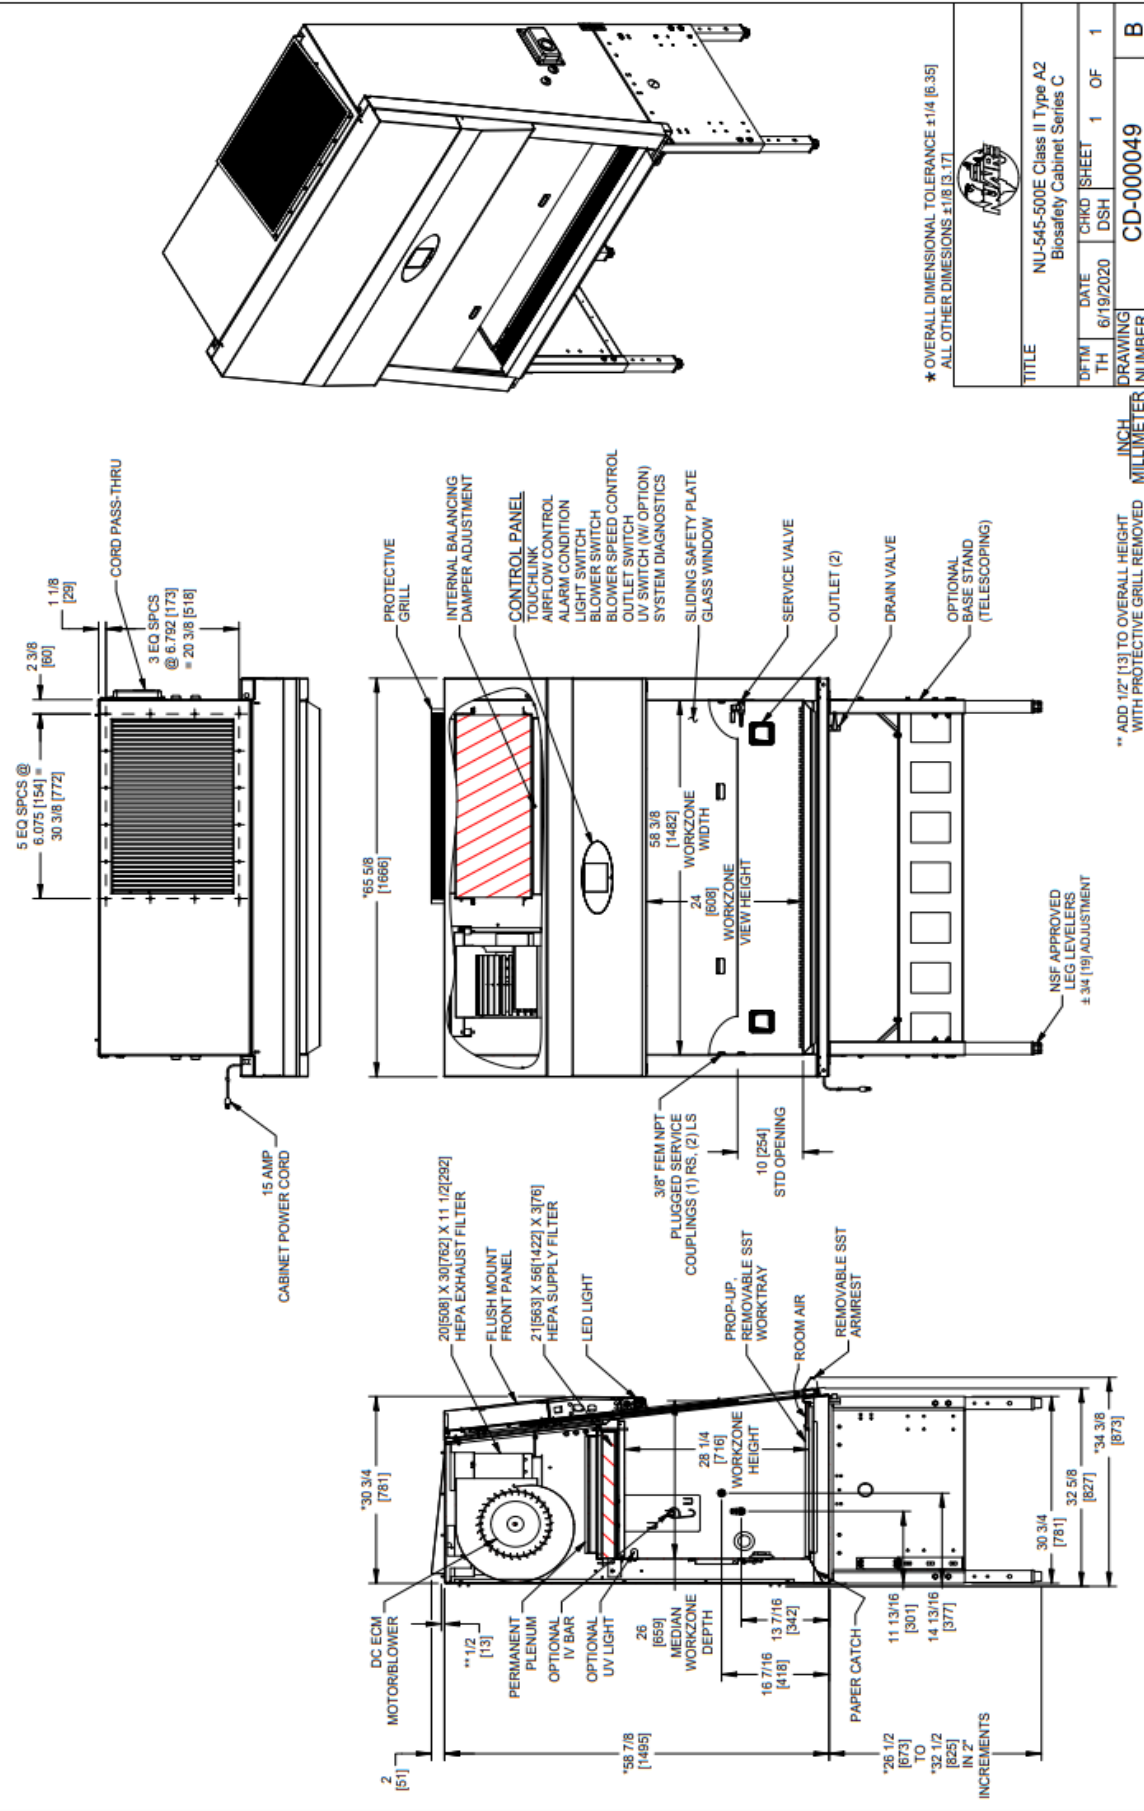 5 EQ SPCS @
6.075 [154] =
30 3/8 [772]
2 3/8
[60]
1 1/8
[29]
CORD PASS-THRU
3 EQ SPCS
@ 6.792 [173]
= 20 3/8 [518]
15 AMP
CABINET POWER CORD
2
[51]
DC ECM
MOTOR/BLOWER
**1/2
[13]
PERMANENT
PLENUM
OPTIONAL
IV BAR
OPTIONAL
UV LIGHT
26
[659]
MEDIAN
WORKZONE
DEPTH
13 7/16
[342]
16 7/16
[418]
PAPER CATCH
*58 7/8
[1495]
*26 1/2
[673]
TO
*32 1/2
[825]
IN 2"
INCREMENTS
11 13/16
[301]
14 13/16
[377]
30 3/4
[781]
32 5/8
[827]
*34 3/8
[873]
*30 3/4
[781]
28 1/4
[716]
WORKZONE
HEIGHT
20[508] X 30[762] X 11 1/2[292]
HEPA EXHAUST FILTER
FLUSH MOUNT
FRONT PANEL
21[563] X 56[1422] X 3[76]
HEPA SUPPLY FILTER
LED LIGHT
PROP-UP,
REMOVABLE SST
WORKTRAY
ROOM AIR
REMOVABLE SST
ARMREST
*65 5/8
[1666]
3/8" FEM NPT
PLUGGED SERVICE
COUPLINGS (1) RS, (2) LS
10 [254]
STD OPENING
58 3/8
[1482]
WORKZONE
WIDTH
24
[608]
WORKZONE
VIEW HEIGHT
NSF APPROVED
LEG LEVELERS
± 3/4 [19] ADJUSTMENT
PROTECTIVE
GRILL
INTERNAL BALANCING
DAMPER ADJUSTMENT
CONTROL PANEL
TOUCHLINK
AIRFLOW CONTROL
ALARM CONDITION
LIGHT SWITCH
BLOWER SWITCH
BLOWER SPEED CONTROL
OUTLET SWITCH
UV SWITCH (W/ OPTION)
SYSTEM DIAGNOSTICS
SLIDING SAFETY PLATE
GLASS WINDOW
SERVICE VALVE
OUTLET (2)
DRAIN VALVE
OPTIONAL
BASE STAND
(TELESCOPING)
** ADD 1/2" [13] TO OVERALL HEIGHT
WITH PROTECTIVE GRILL REMOVED
INCH
MILLIMETER
* OVERALL DIMENSIONAL TOLERANCE ±1/4 [6.35]
ALL OTHER DIMESIONS ±1/8 [3.17]
NUAIRE
TITLE
NU-545-500E Class II Type A2
Biosafety Cabinet Series C
DFTM
TH
DATE
6/19/2020
CHKD
DSH
SHEET
1 OF 1
DRAWING
NUMBER
CD-000049
B